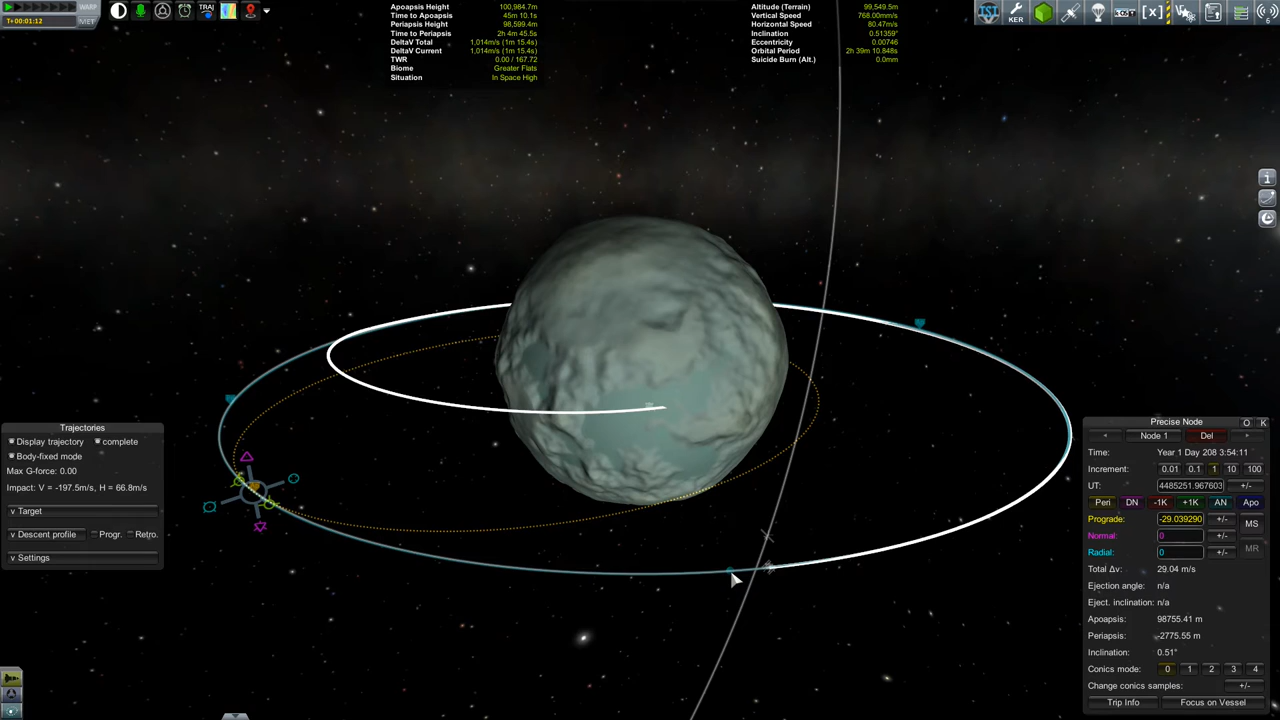 WARP
T+0:01:12
MET
TRAJ
KER
Apoapsis Height 100,984.7m
Time to Apoapsis 45m 10.1s
Periapsis Height 98,599.4m
Time to Periapsis 2h 4m 45.5s
DeltaV Total 1,014m/s (1m 15.4s)
DeltaV Current 1,014m/s (1m 15.4s)
TWR 0.00 / 167.72
Biome Greater Flats
Situation In Space High
Altitude (Terrain) 99,549.5m
Vertical Speed 768.00mm/s
Horizontal Speed 80.47m/s
Inclination 0.51359°
Eccentricity 0.00746
Orbital Period 2h 39m 10.848s
Suicide Burn (Alt.) 0.0mm
Trajectories
Display trajectory complete
Body-fixed mode
Max G-force: 0.00
Impact: V = -197.5m/s, H = 66.8m/s
v Target
v Descent profile Progr. Retro.
v Settings
Precise Node O K
Node 1 Del
Time: Year 1 Day 208 3:54:11
Increment: 0.01 0.1 1 10 100
UT: 4485251.967603 +/-
Peri DN -1K +1K AN Apo
Prograde: -29.039290 +/- MS
Normal: 0 +/-
Radial: 0 +/- MR
Total Δv: 29.04 m/s
Ejection angle: n/a
Eject. inclination: n/a
Apoapsis: 98755.41 m
Periapsis: -2775.55 m
Inclination: 0.51°
Conics mode: 0 1 2 3 4
Change conics samples: +/-
Trip Info Focus on Vessel